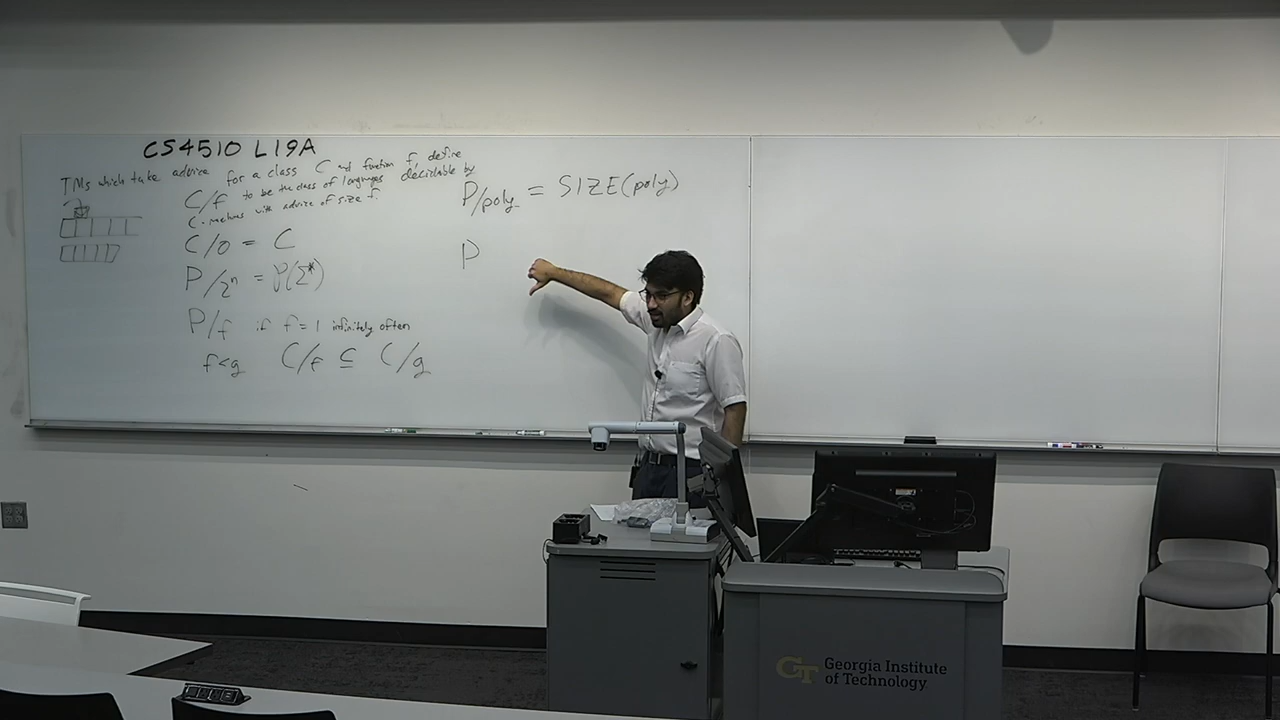 CS4510 L19A
TMs which take advice for a class C and function f, define
C/f to be the class of languages decidable by
C-machines with advice of size f.
C/0 = C
P/2ⁿ = P(Σ*)
P/f if f=1 infinitely often
f<g C/f ⊆ C/g
P/poly = SIZE(poly)
P
GT Georgia Institute
of Technology